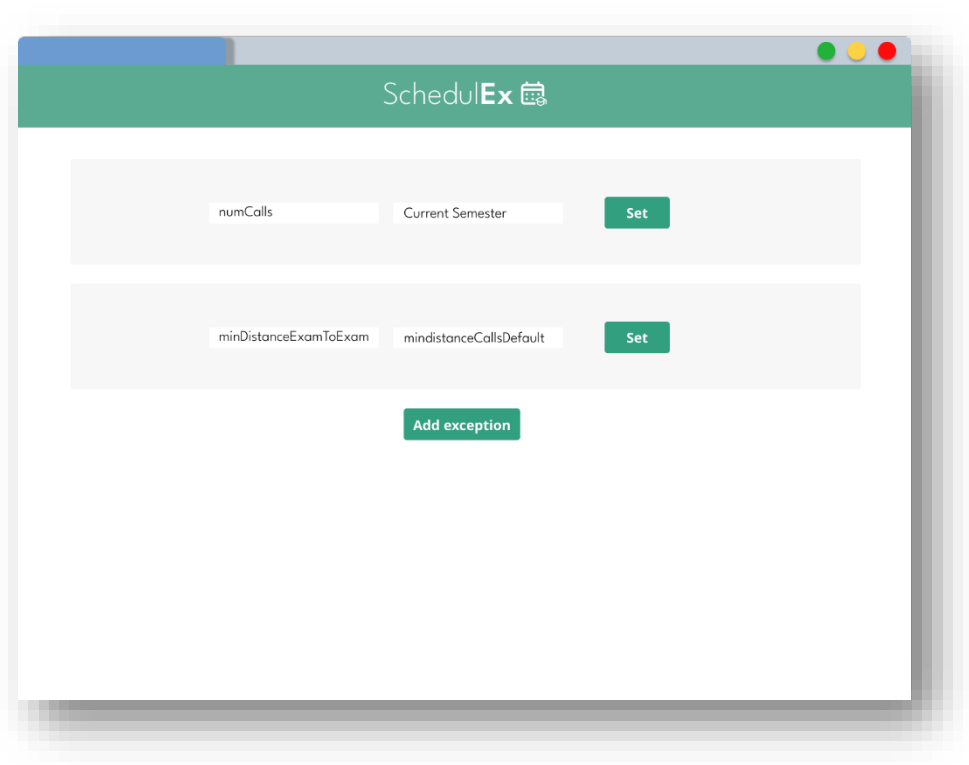 SchedulEx
numCalls Current Semester Set
minDistanceExamToExam mindistanceCallsDefault Set
Add exception